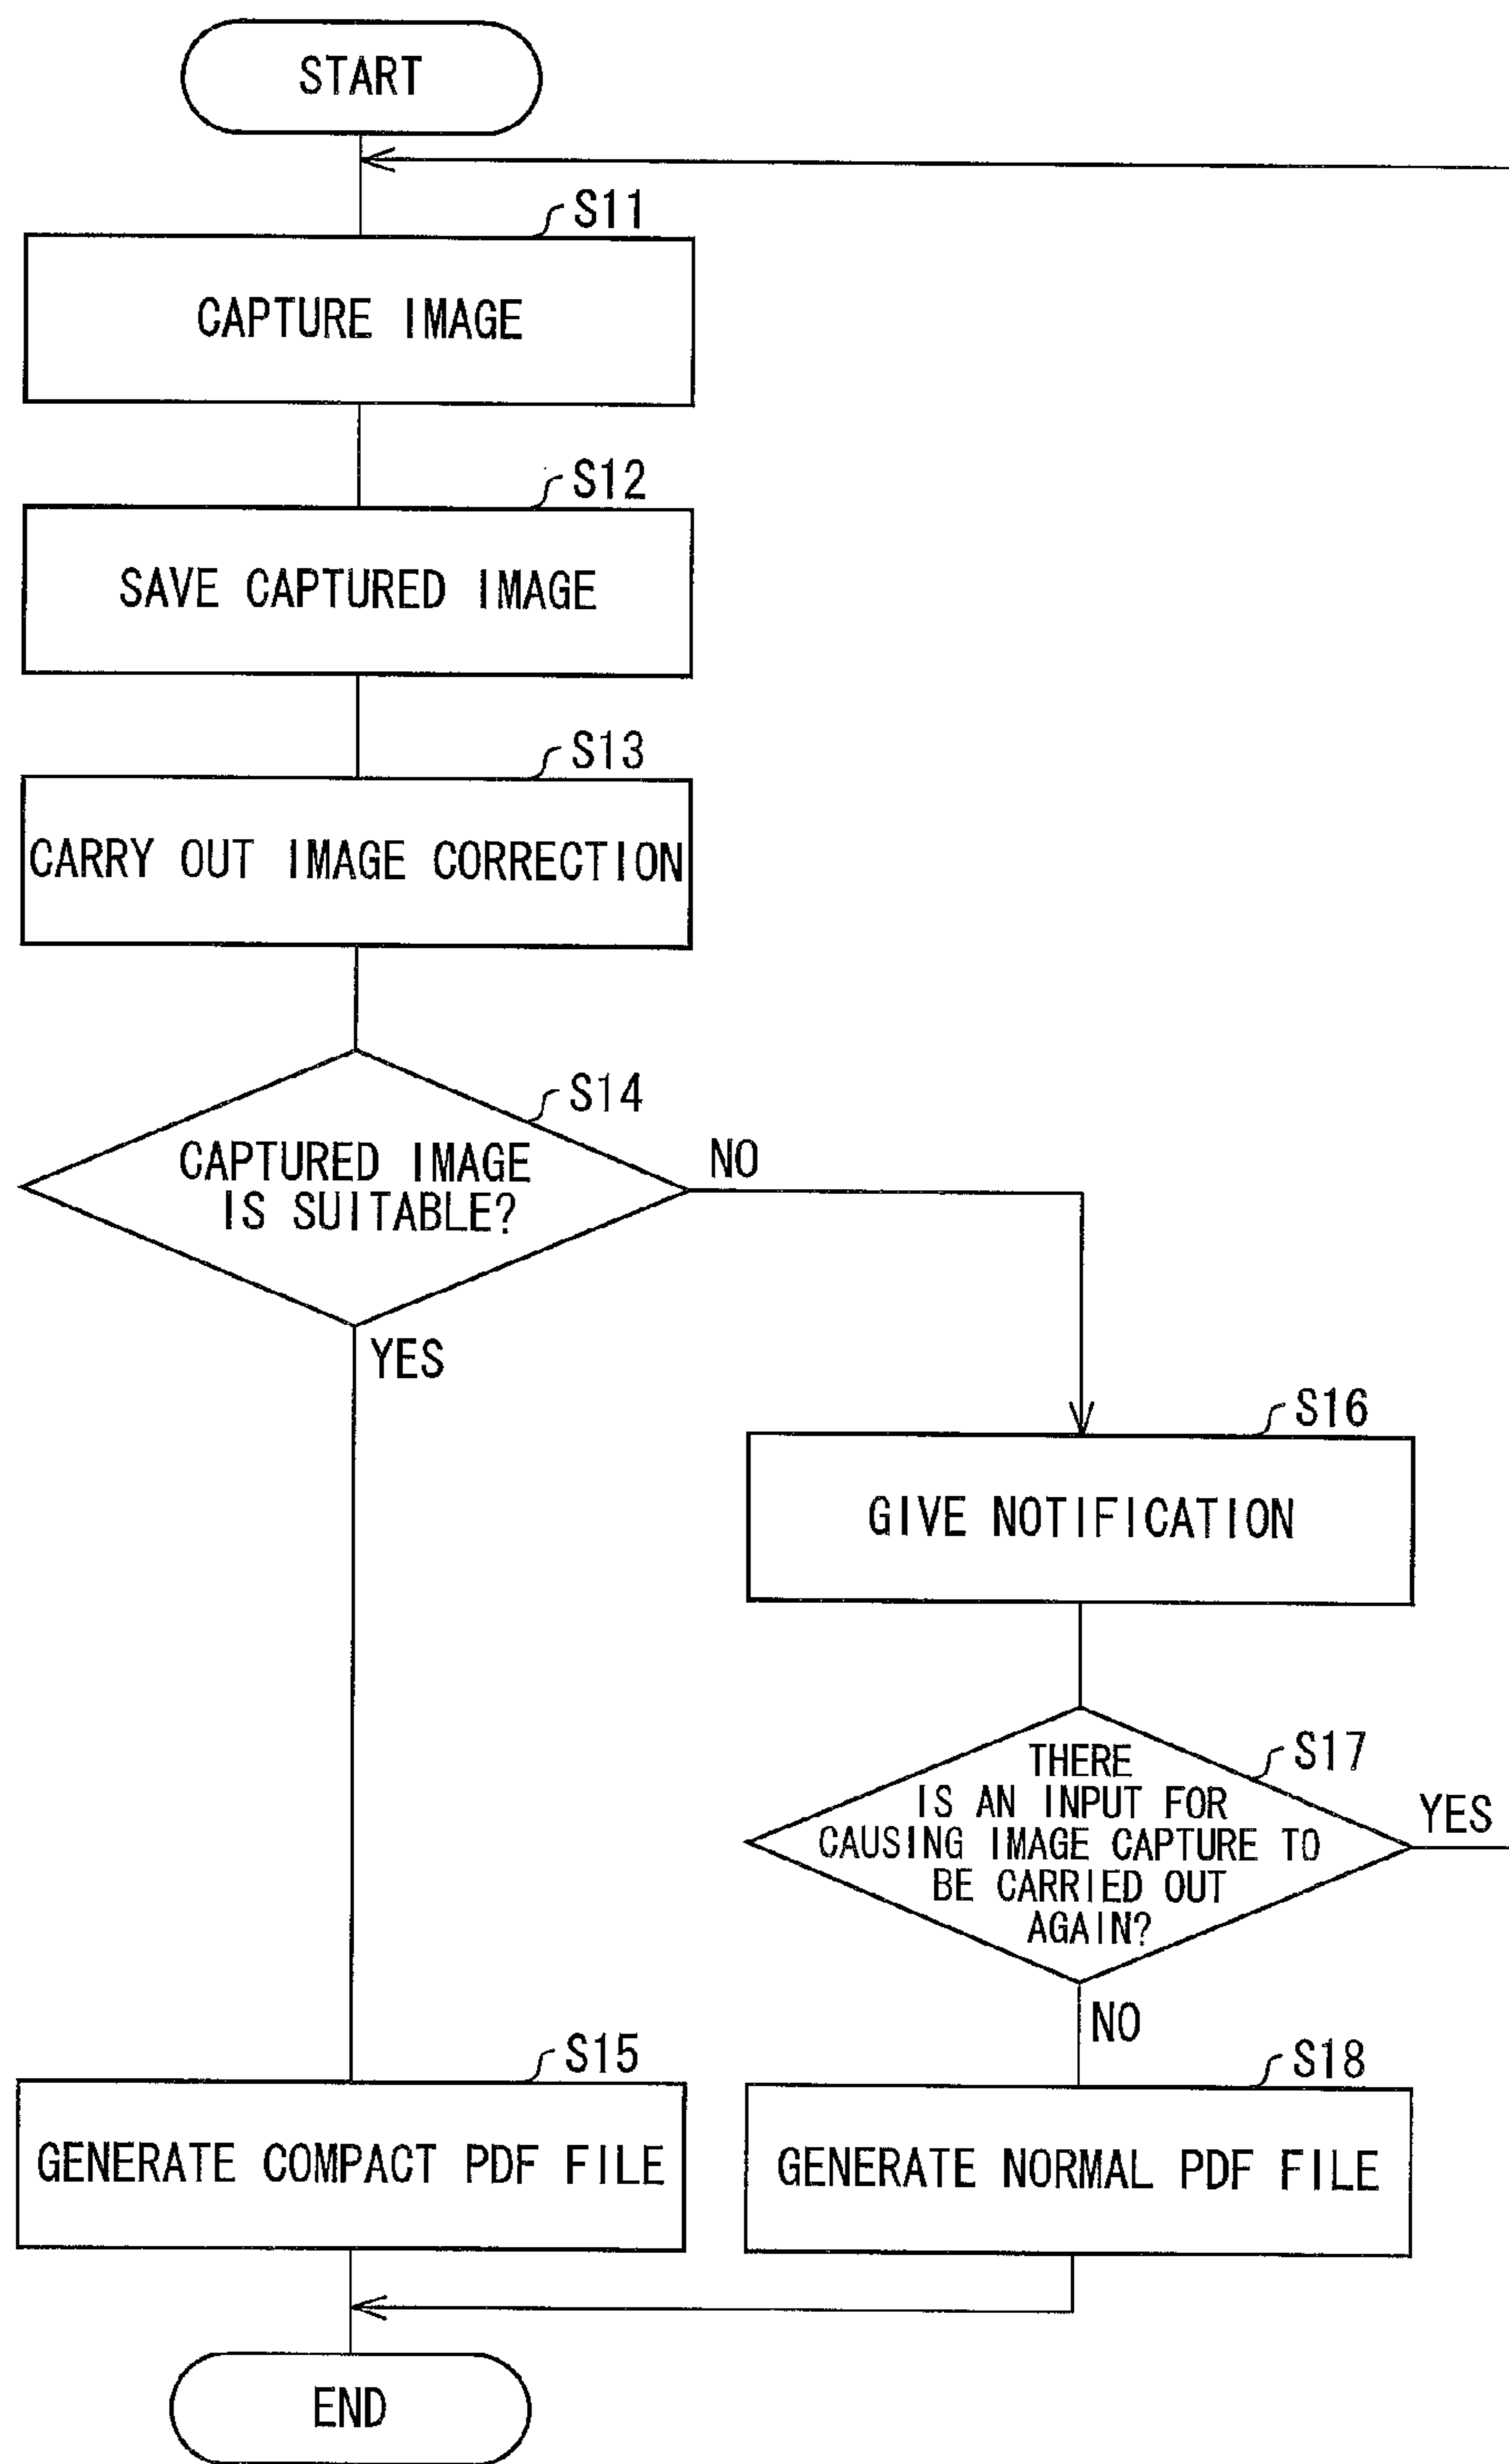 START
S11
CAPTURE IMAGE
S12
SAVE CAPTURED IMAGE
S13
CARRY OUT IMAGE CORRECTION
S14
CAPTURED IMAGE
IS SUITABLE?
NO
YES
S16
GIVE NOTIFICATION
S17
THERE
IS AN INPUT FOR
CAUSING IMAGE CAPTURE TO
BE CARRIED OUT
AGAIN?
YES
NO
S15
GENERATE COMPACT PDF FILE
S18
GENERATE NORMAL PDF FILE
END